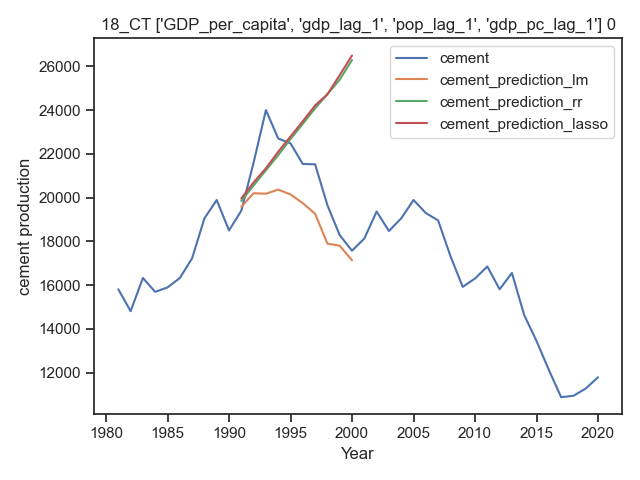 18_CT ['GDP_per_capita', 'gdp_lag_1', 'pop_lag_1', 'gdp_pc_lag_1'] 0
cement
cement_prediction_lm
cement_prediction_rr
cement_prediction_lasso
26000
24000
22000
20000
18000
16000
14000
12000
cement production
1980 1985 1990 1995 2000 2005 2010 2015 2020
Year